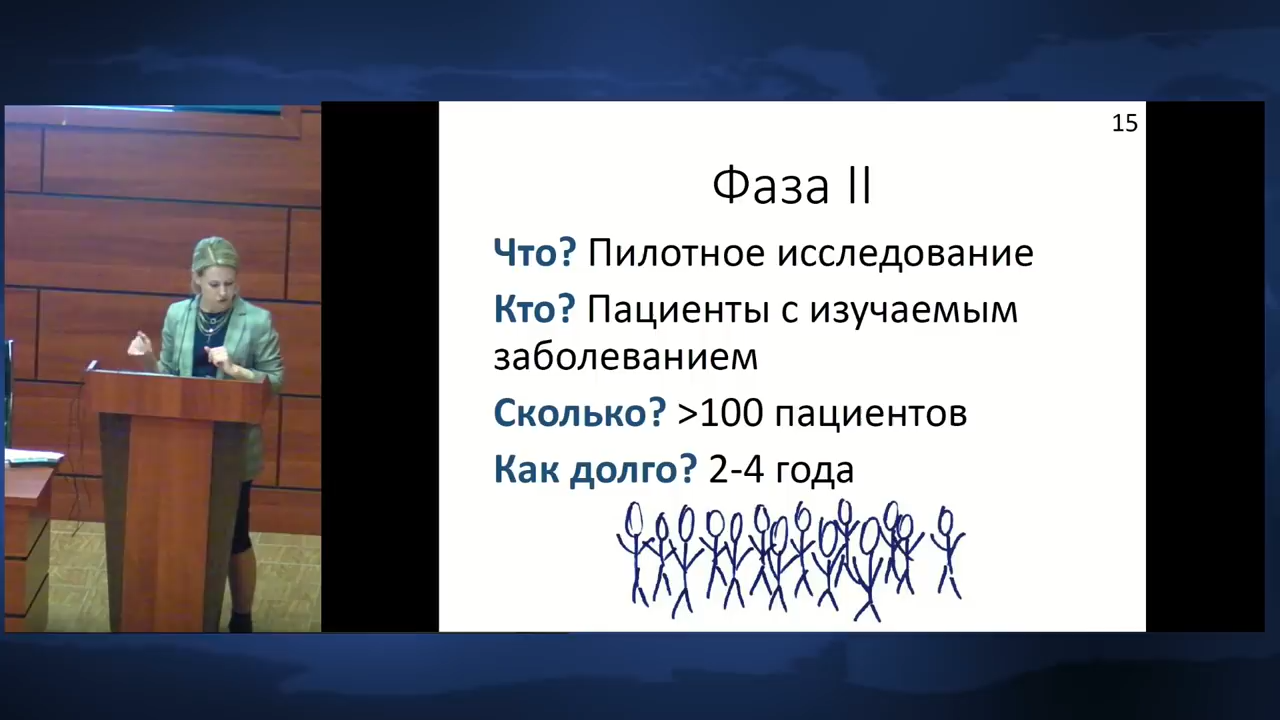 15
Фаза II
Что? Пилотное исследование
Кто? Пациенты с изучаемым
заболеванием
Сколько? >100 пациентов
Как долго? 2-4 года